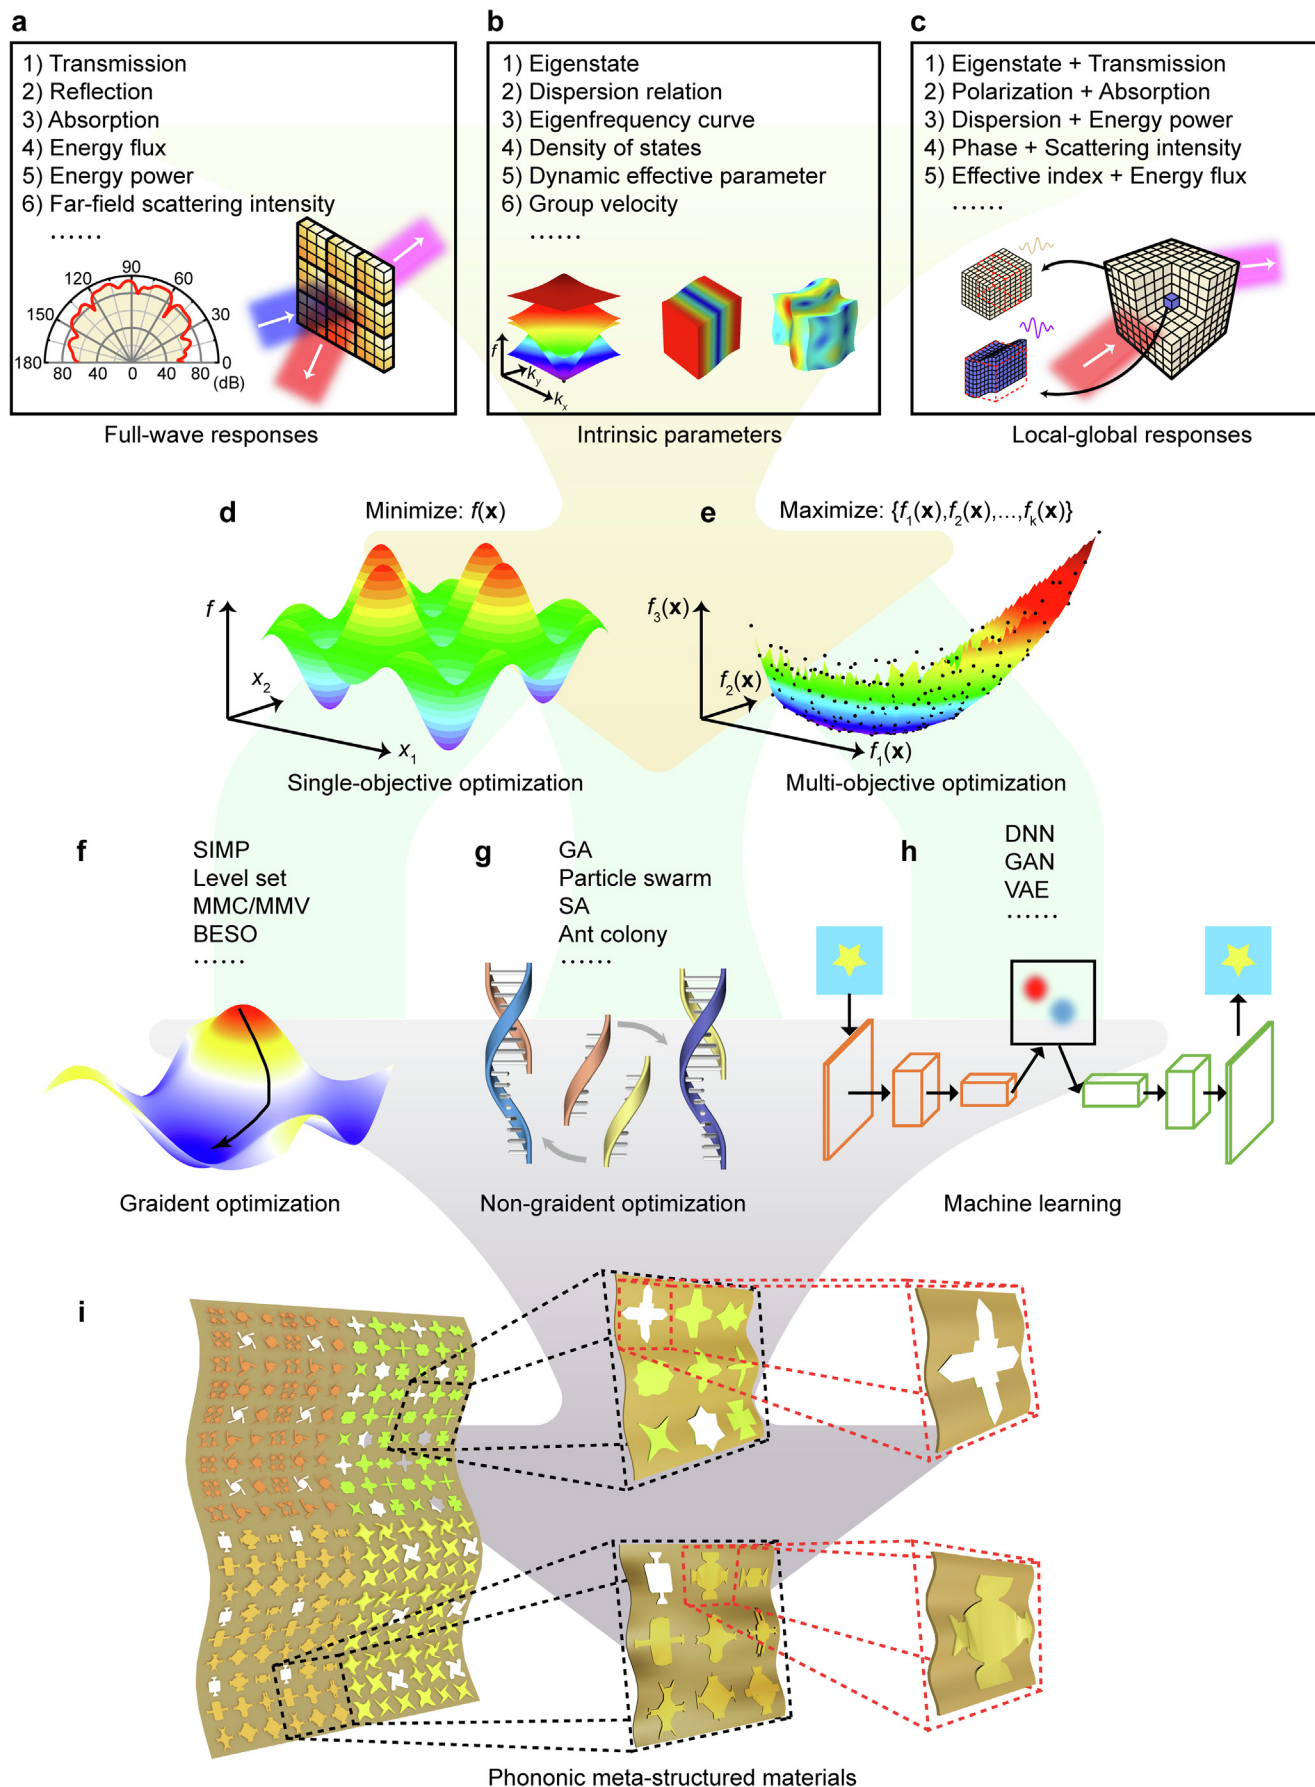 a
1) Transmission
2) Reflection
3) Absorption
4) Energy flux
5) Energy power
6) Far-field scattering intensity
......
90
120
60
150
30
180
0
80
40
0
40
80
(dB)
Full-wave responses
b
1) Eigenstate
2) Dispersion relation
3) Eigenfrequency curve
4) Density of states
5) Dynamic effective parameter
6) Group velocity
......
f
ky
kx
Intrinsic parameters
c
1) Eigenstate + Transmission
2) Polarization + Absorption
3) Dispersion + Energy power
4) Phase + Scattering intensity
5) Effective index + Energy flux
......
Local-global responses
d
Minimize: f(x)
f
x2
x1
Single-objective optimization
e
Maximize: {f1(x),f2(x),...,fk(x)}
f3(x)
f2(x)
f1(x)
Multi-objective optimization
f
SIMP
Level set
MMC/MMV
BESO
......
Graident optimization
g
GA
Particle swarm
SA
Ant colony
......
Non-graident optimization
h
DNN
GAN
VAE
......
Machine learning
i
Phononic meta-structured materials